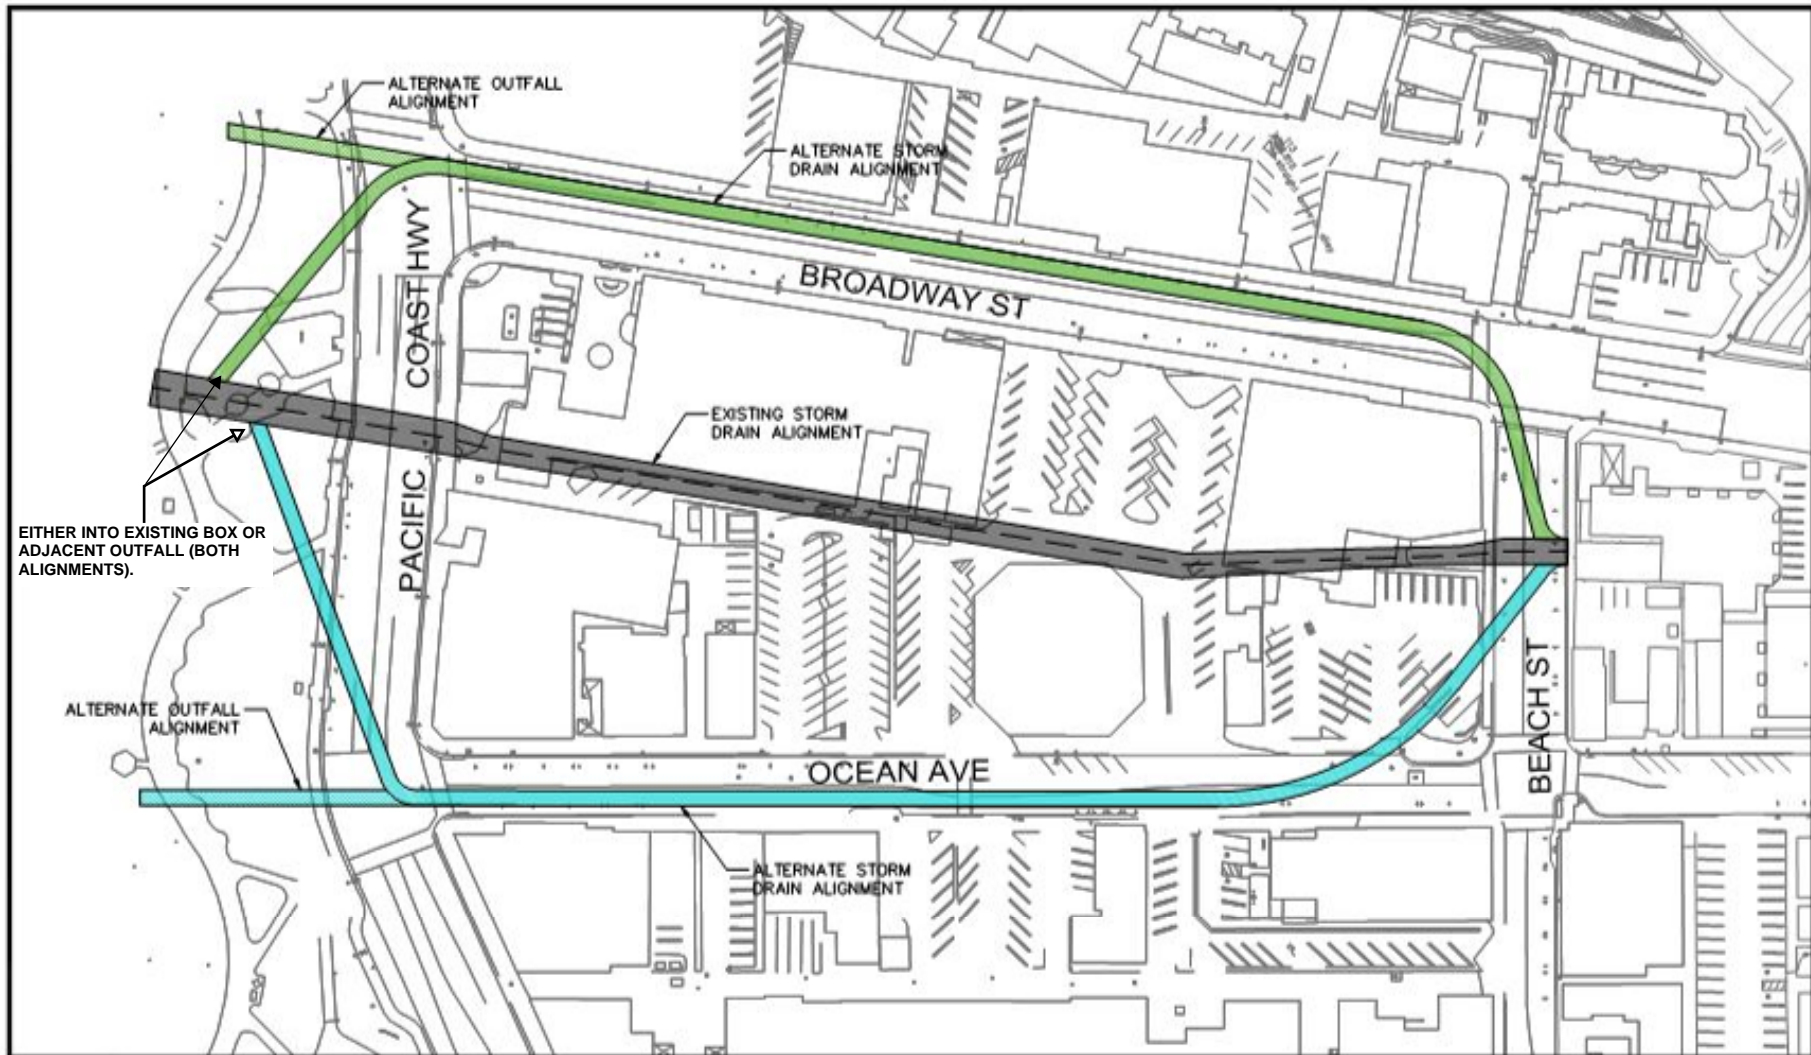 ALTERNATE OUTFALL
ALIGNMENT
ALTERNATE STORM
DRAIN ALIGNMENT
PACIFIC COAST HWY
BROADWAY ST
EXISTING STORM
DRAIN ALIGNMENT
EITHER INTO EXISTING BOX OR
ADJACENT OUTFALL (BOTH
ALIGNMENTS).
ALTERNATE OUTFALL
ALIGNMENT
OCEAN AVE
BEACH ST
ALTERNATE STORM
DRAIN ALIGNMENT